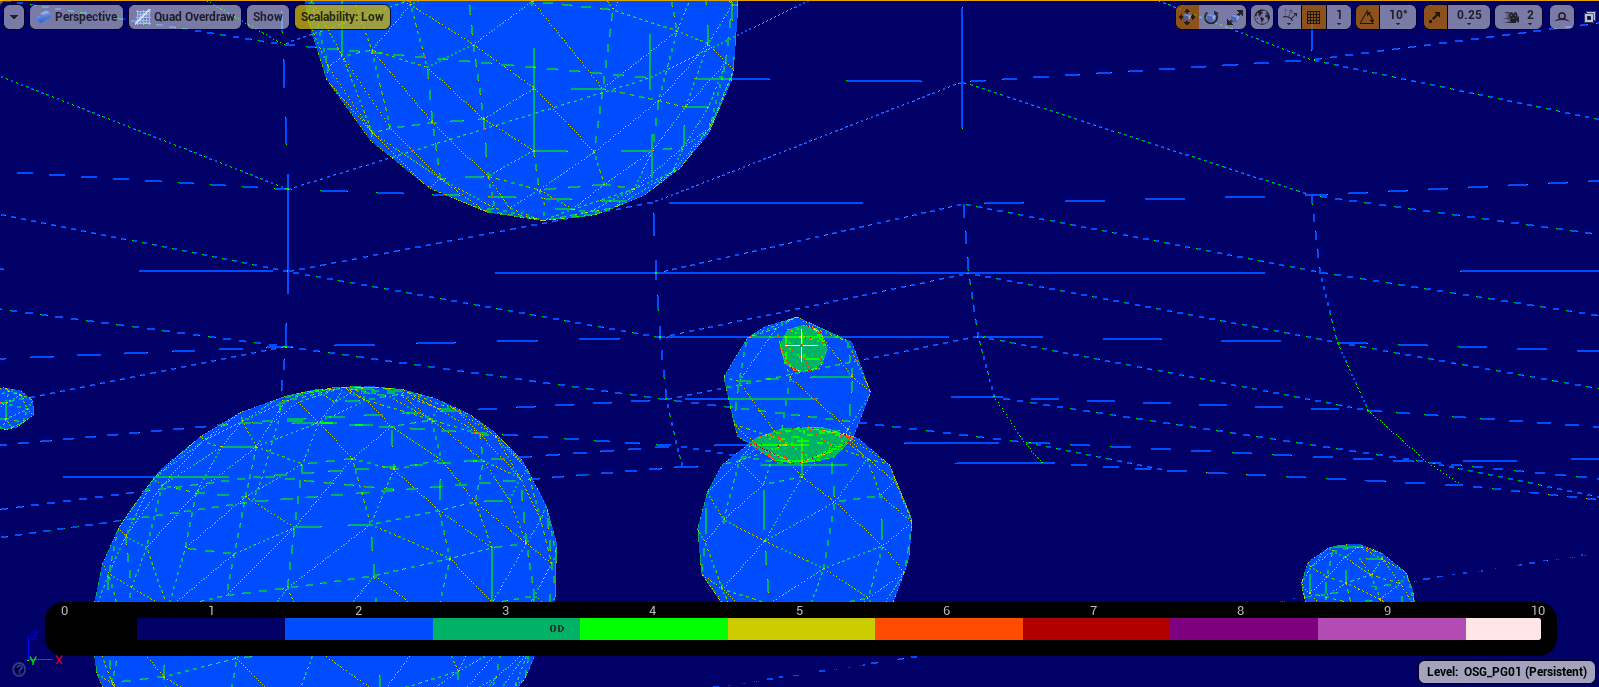 Perspective Quad Overdraw Show Scalability: Low 1 10° 0.25 2
0 1 2 3 4 5 6 7 8 9 10
OD
Z
Y X
?
Level: OSG_PG01 (Persistent)